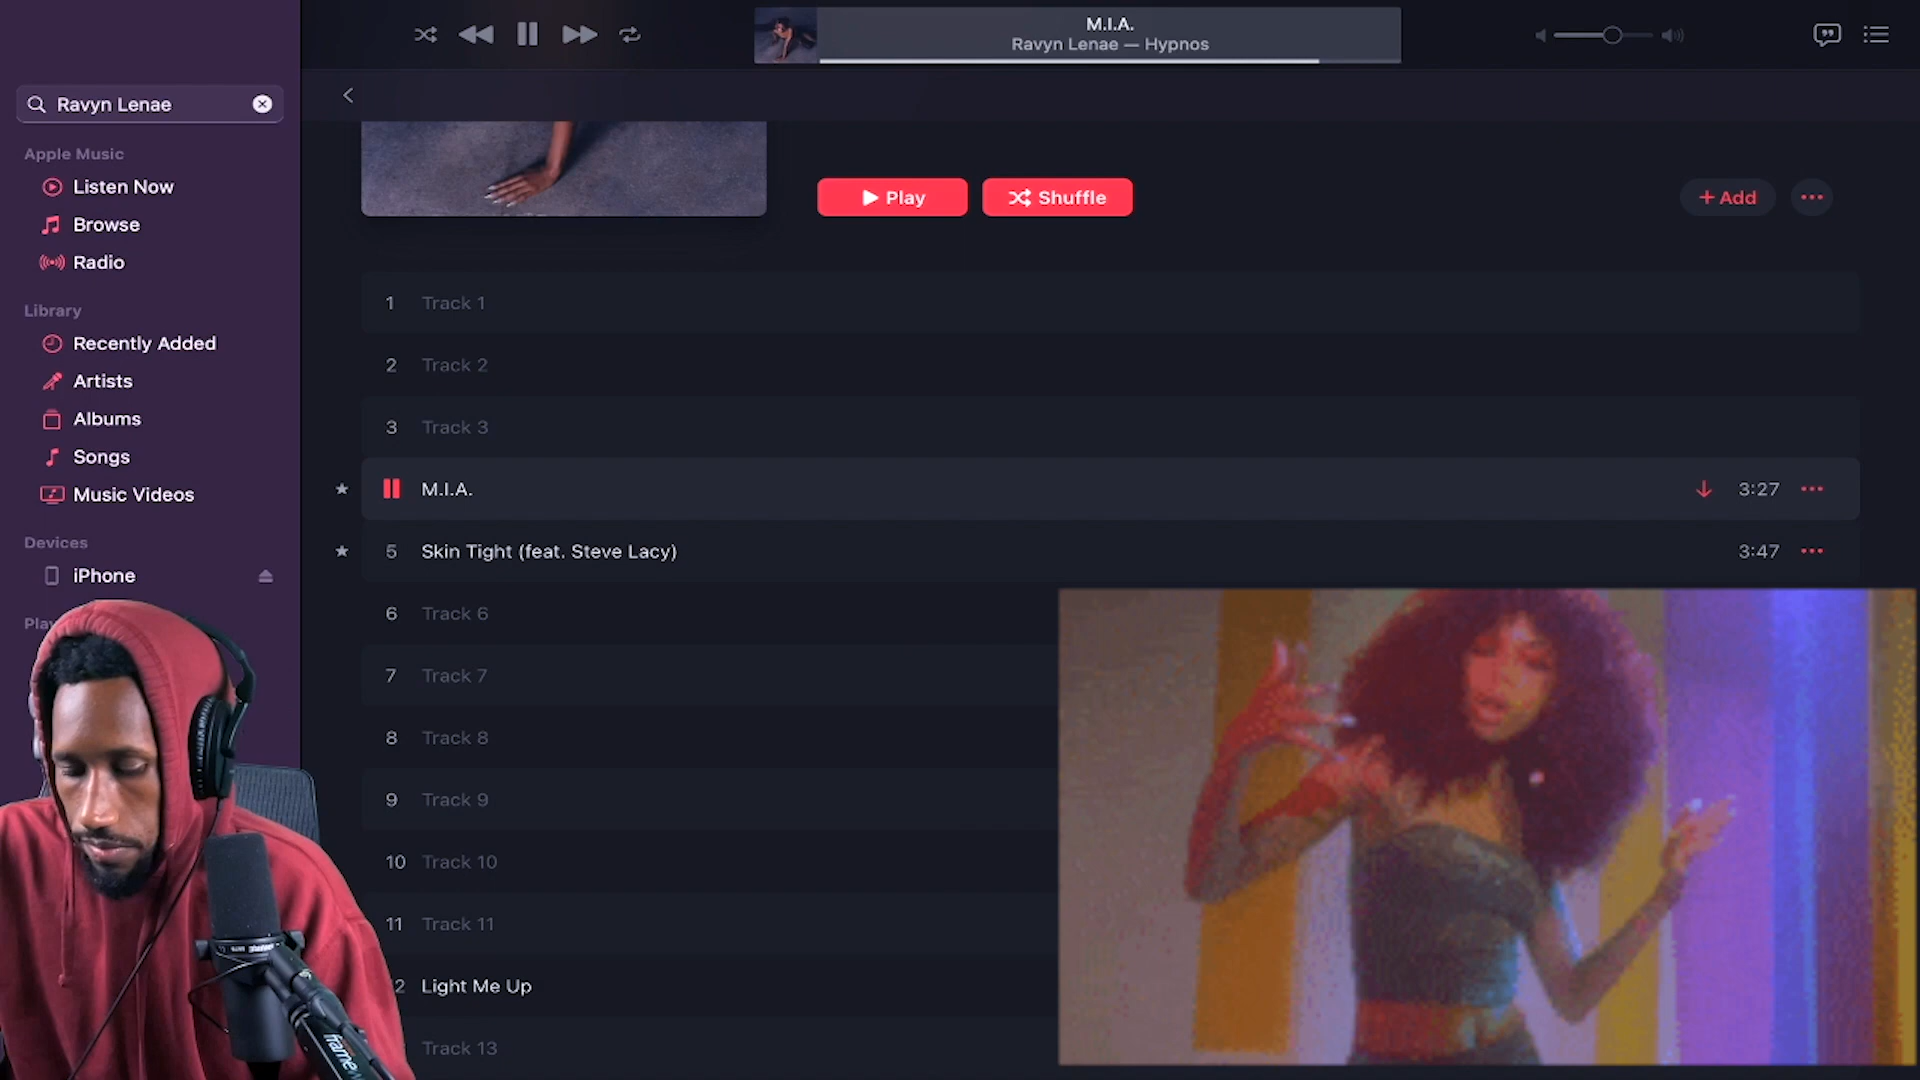 M.I.A.
Ravyn Lenae — Hypnos
Ravyn Lenae
Apple Music
Listen Now
Browse
Radio
Library
Recently Added
Artists
Albums
Songs
Music Videos
Devices
iPhone
Play
Shuffle
+ Add
1 Track 1
2 Track 2
3 Track 3
M.I.A. 3:27
5 Skin Tight (feat. Steve Lacy) 3:47
6 Track 6
7 Track 7
8 Track 8
9 Track 9
10 Track 10
11 Track 11
2 Light Me Up
Track 13